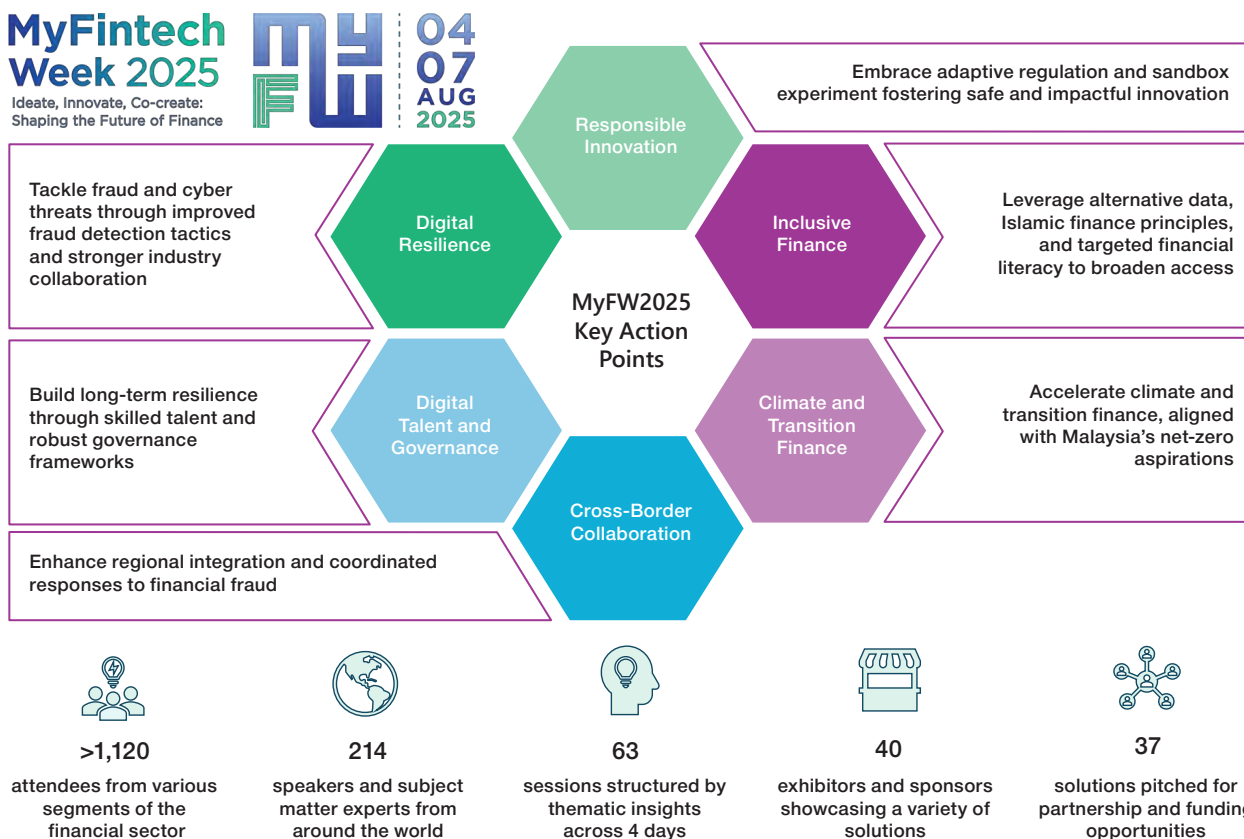 MyFintech
Week 2025
Ideate, Innovate, Co-create:
Shaping the Future of Finance
MYFW
04
07
AUG
2025
Responsible
Innovation
Embrace adaptive regulation and sandbox
experiment fostering safe and impactful innovation
Tackle fraud and cyber
threats through improved
fraud detection tactics
and stronger industry
collaboration
Digital
Resilience
Inclusive
Finance
Leverage alternative data,
Islamic finance principles,
and targeted financial
literacy to broaden access
MyFW2025
Key Action
Points
Build long-term resilience
through skilled talent and
robust governance
frameworks
Digital
Talent and
Governance
Climate and
Transition
Finance
Accelerate climate and
transition finance, aligned
with Malaysia's net-zero
aspirations
Cross-Border
Collaboration
Enhance regional integration and coordinated
responses to financial fraud
>1,120
attendees from various
segments of the
financial sector
214
speakers and subject
matter experts from
around the world
63
sessions structured by
thematic insights
across 4 days
40
exhibitors and sponsors
showcasing a variety of
solutions
37
solutions pitched for
partnership and funding
opportunities